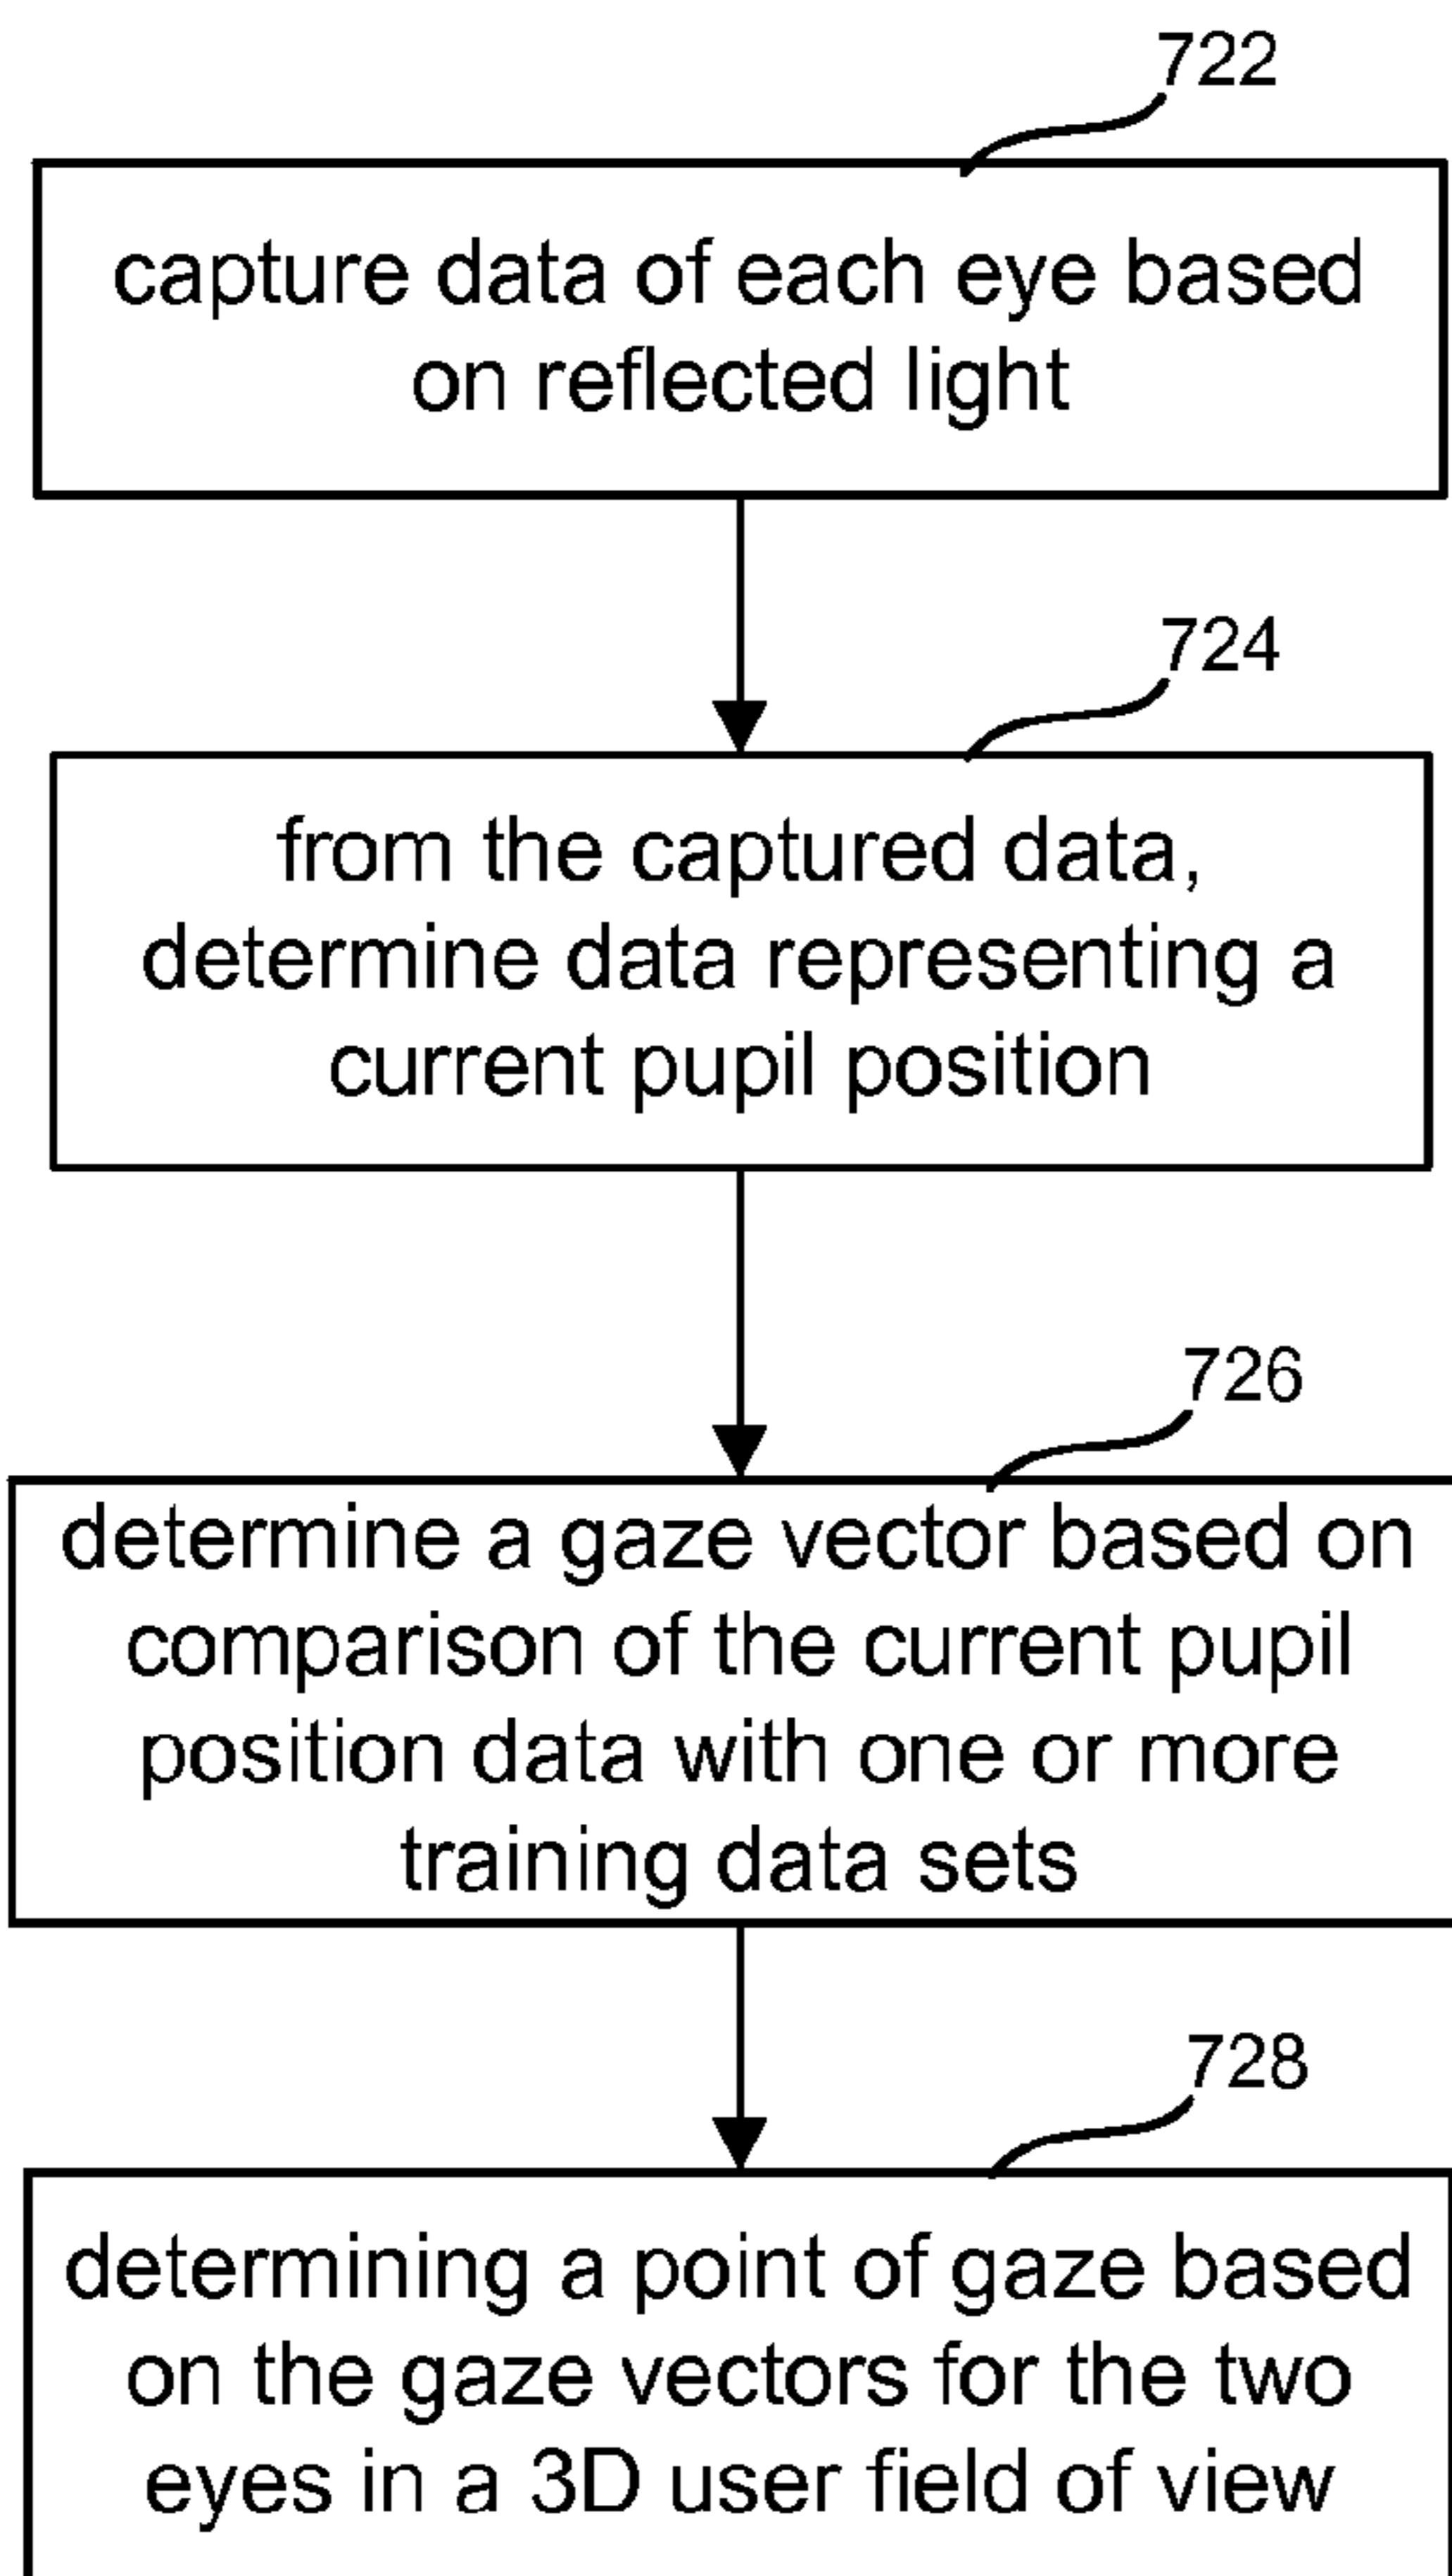 722
capture data of each eye based
on reflected light
724
from the captured data,
determine data representing a
current pupil position
726
determine a gaze vector based on
comparison of the current pupil
position data with one or more
training data sets
728
determining a point of gaze based
on the gaze vectors for the two
eyes in a 3D user field of view